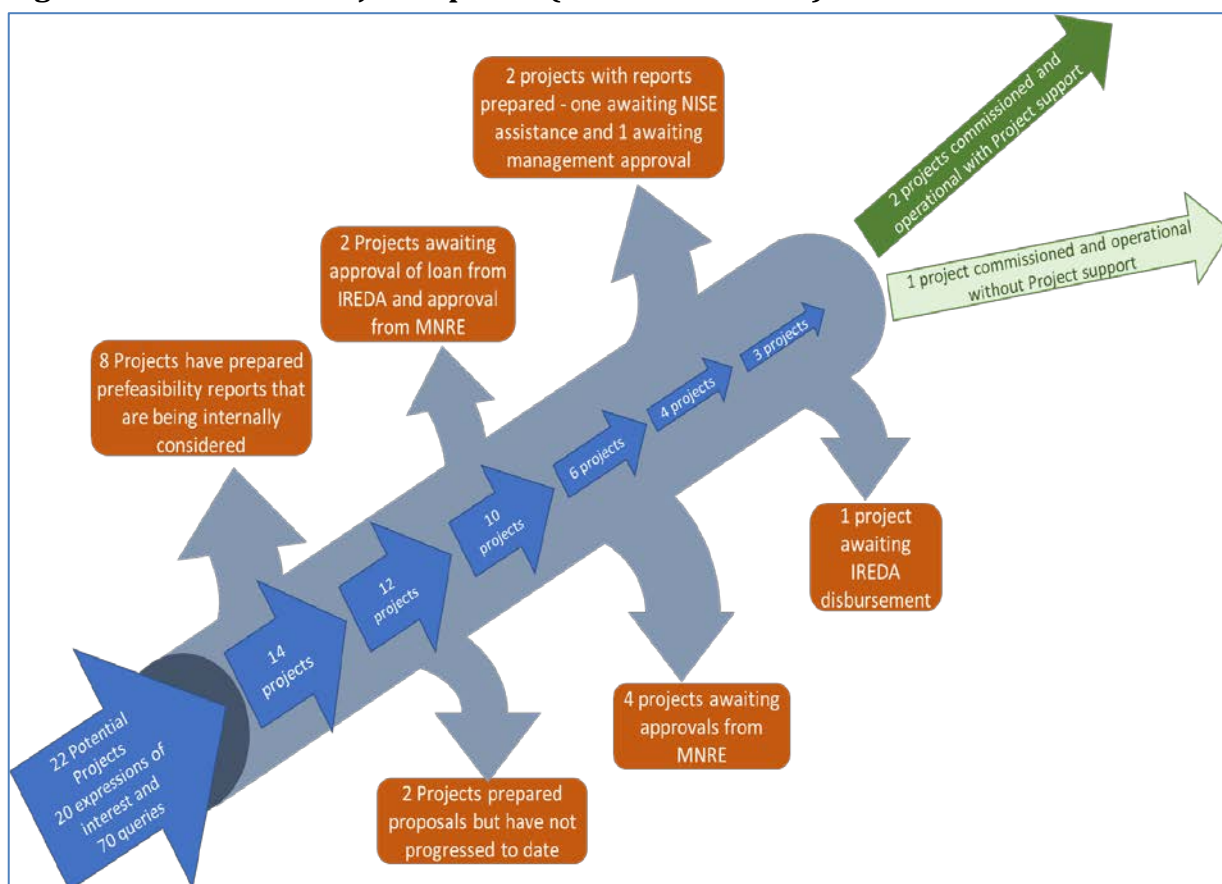 2 projects with reports
prepared - one awaiting NISE
assistance and 1 awaiting
management approval
2 projects commissioned and
operational with Project support
1 project commissioned and operational
without Project support
2 Projects awaiting
approval of loan from
IREDA and approval
from MNRE
8 Projects have prepared
prefeasibility reports that
are being internally
considered
3 projects
4 projects
6 projects
10
projects
12
projects
14
projects
22 Potential
Projects
20 expressions of
interest and
70 queries
1 project
awaiting
IREDA
disbursement
4 projects awaiting
approvals from
MNRE
2 Projects prepared
proposals but have not
progressed to date